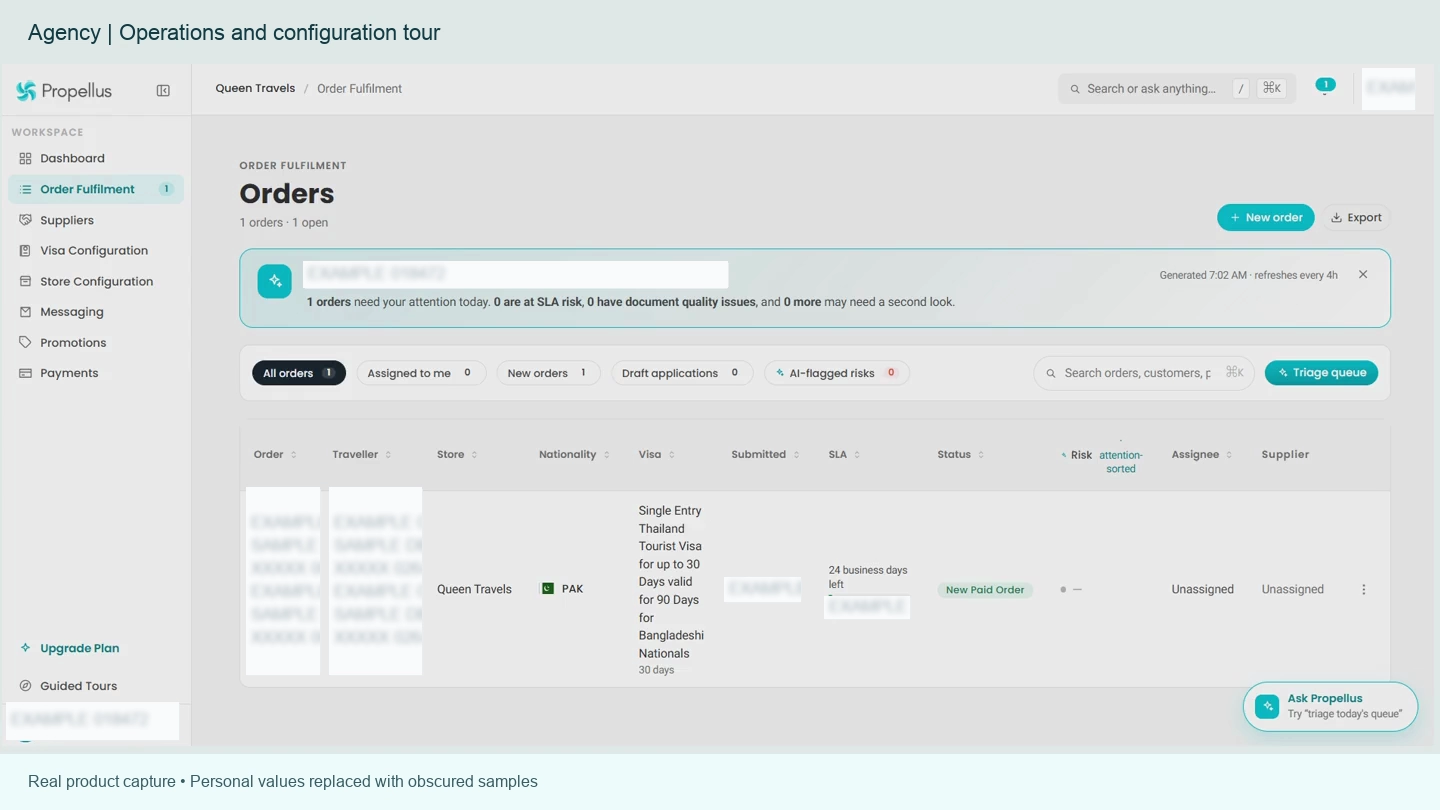 Agency | Operations and configuration tour
Propellus
Queen Travels / Order Fulfilment
Search or ask anything... / ⌘K
1
WORKSPACE
Dashboard
Order Fulfilment 1
Suppliers
Visa Configuration
Store Configuration
Messaging
Promotions
Payments
Upgrade Plan
Guided Tours
ORDER FULFILMENT
Orders
1 orders · 1 open
+ New order
Export
Generated 7:02 AM · refreshes every 4h
1 orders need your attention today. 0 are at SLA risk, 0 have document quality issues, and 0 more may need a second look.
All orders 1
Assigned to me 0
New orders 1
Draft applications 0
AI-flagged risks 0
Search orders, customers, p ⌘K
Triage queue
Order Traveller Store Nationality Visa Submitted SLA Status Risk · attention-sorted Assignee Supplier
Queen Travels
PAK
Single Entry
Thailand
Tourist Visa
for up to 30
Days valid
for 90 Days
for
Bangladeshi
Nationals
30 days
24 business days
left
New Paid Order
—
Unassigned
Unassigned
Ask Propellus
Try "triage today's queue"
Real product capture • Personal values replaced with obscured samples